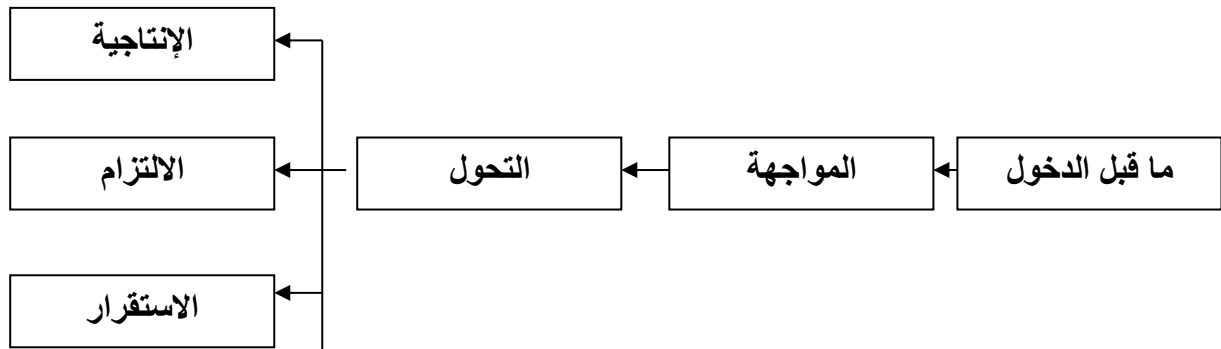 الإنتاجية
ما قبل الدخول
المواجهة
التحول
الالتزام
الاستقرار